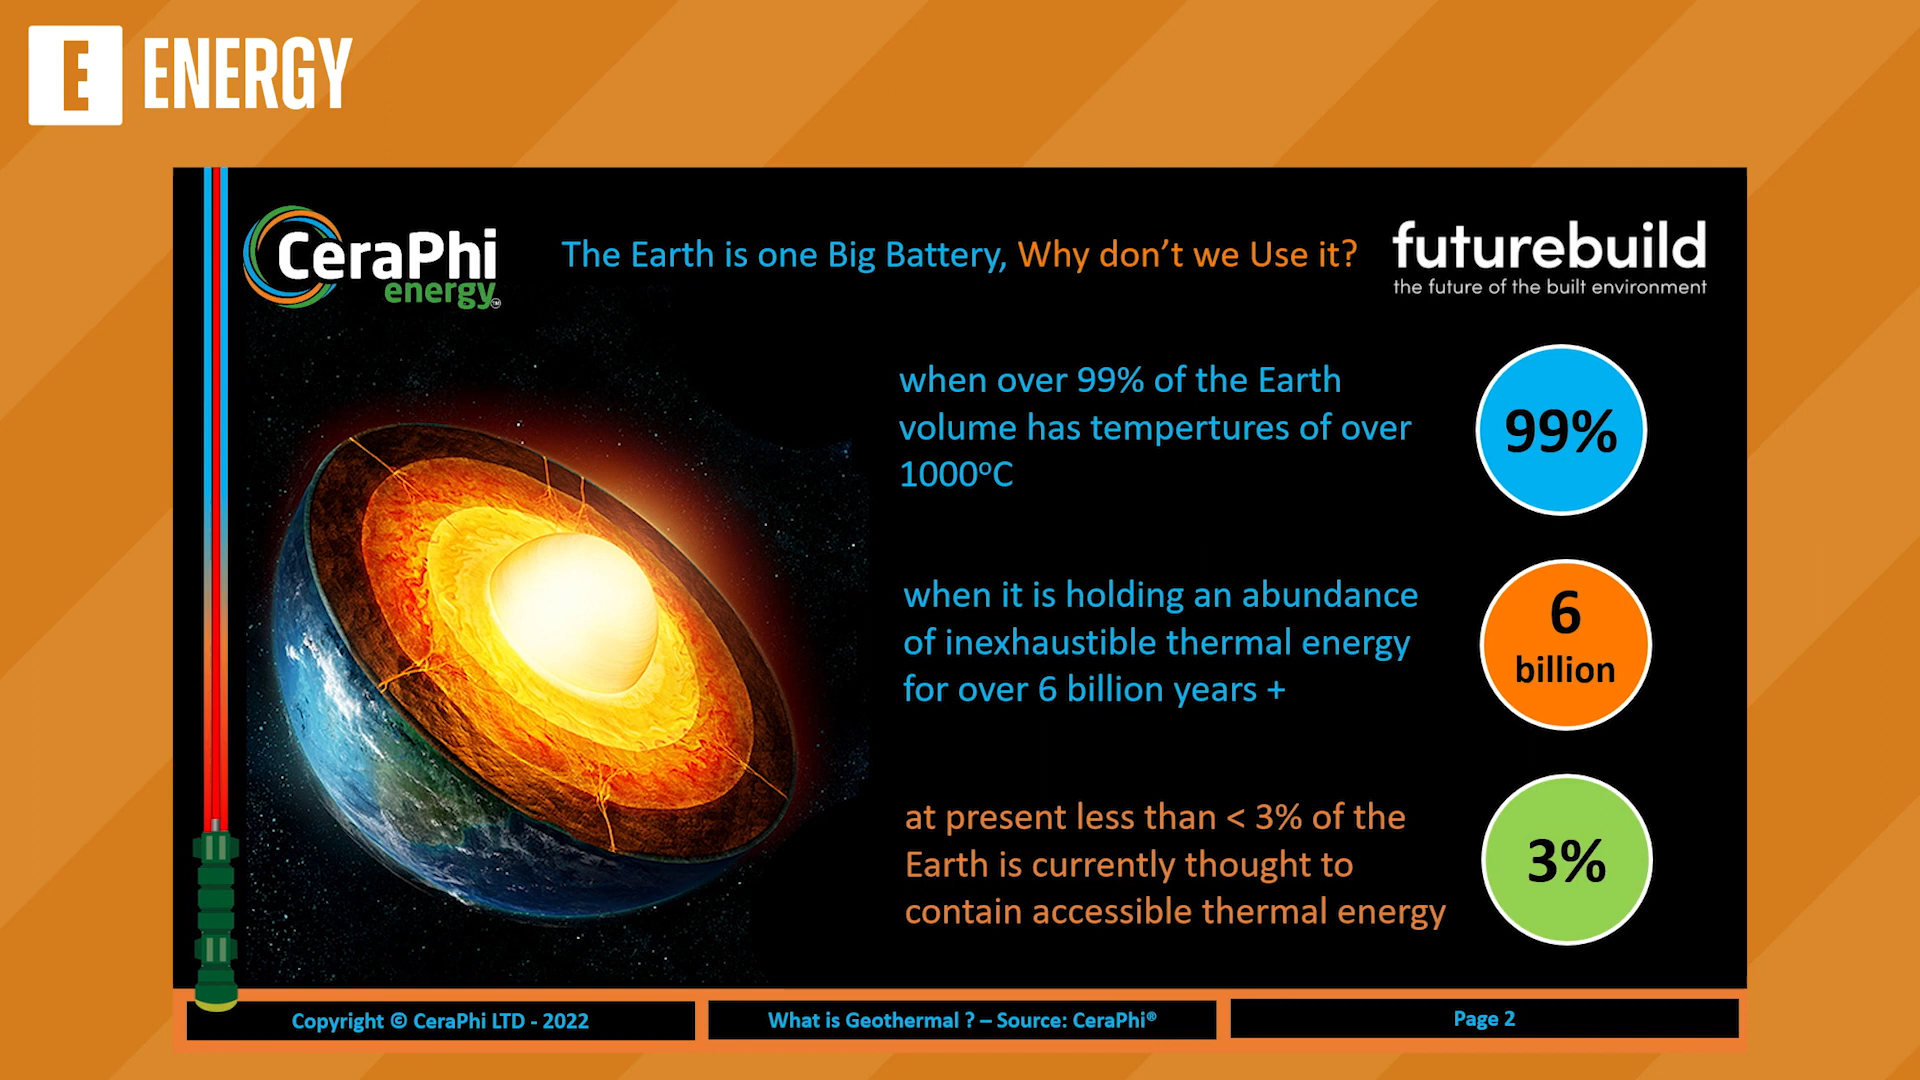 E ENERGY
CeraPhi
energy
The Earth is one Big Battery, Why don't we Use it?
futurebuild
the future of the built environment
when over 99% of the Earth
volume has tempertures of over
1000ºC
99%
when it is holding an abundance
of inexhaustible thermal energy
for over 6 billion years +
6
billion
at present less than < 3% of the
Earth is currently thought to
contain accessible thermal energy
3%
Copyright © CeraPhi LTD - 2022
What is Geothermal ? – Source: CeraPhi®
Page 2